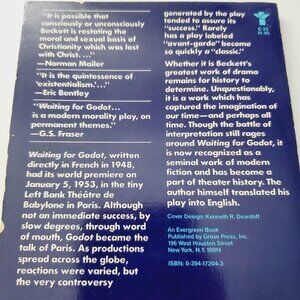 "It is possible that
consciously or unconsciously
Beckett is restating the
moral and sexual basis of
Christianity which was lost
with Christ...."
—Norman Mailer
"It is the quintessence of
'existentialism.'..."
—Eric Bentley
"Waiting for Godot...
is a modern morality play, on
permanent themes."
—G.S. Fraser
Waiting for Godot, written
directly in French in 1948,
had its world premiere on
January 5, 1953, in the tiny
Left Bank Théâtre de
Babylone in Paris. Although
not an immediate success, by
slow degrees, through word
of mouth, Godot became the
talk of Paris. As productions
spread across the globe,
reactions were varied, but
the very controversy
generated by the play
tended to assure its
"success." Rarely
has a play labeled
"avant-garde" become
so quickly a "classic."
Whether it is Beckett's
greatest work of drama
remains for history to
determine. Unquestionably,
it is a work which has
captured the imagination of
our time—and perhaps all
time. Though the battle of
interpretation still rages
around Waiting for Godot, it
is now recognized as a
seminal work of modern
fiction and has become a
part of theater history. The
author himself translated his
play into English.
Cover Design: Kenneth R. Deardoff
An Evergreen Book
Published by Grove Press, Inc.
196 West Houston Street
New York, N.Y. 10014
ISBN: 0-394-17204-3
E-33
$1.95